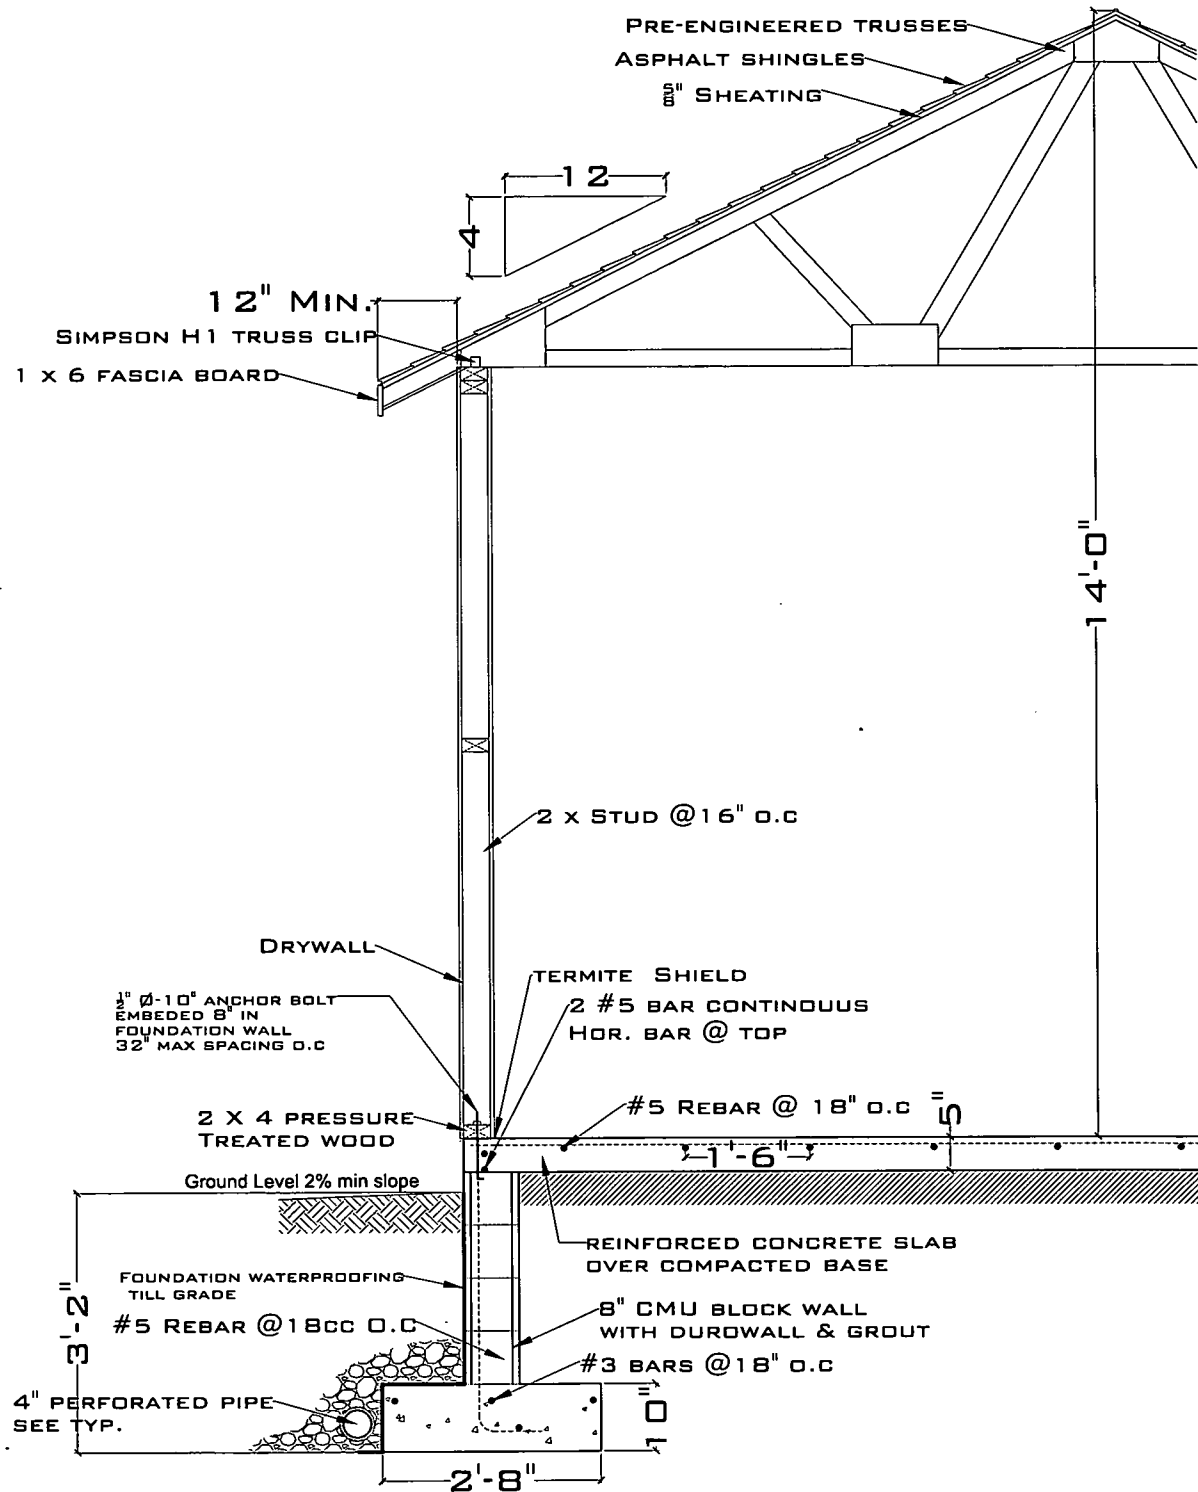 PRE-ENGINEERED TRUSSES
ASPHALT SHINGLES
5/8" SHEATING
12
4
12" MIN.
SIMPSON H1 TRUSS CLIP
1 X 6 FASCIA BOARD
14'-0"
2 X STUD @16" O.C
DRYWALL
TERMITE SHIELD
1/2" Ø-10" ANCHOR BOLT
EMBEDED 8" IN
FOUNDATION WALL
32" MAX SPACING O.C
2 #5 BAR CONTINOUUS
HOR. BAR @ TOP
2 X 4 PRESSURE
TREATED WOOD
#5 REBAR @ 18" O.C
5"
1'-6"
Ground Level 2% min slope
REINFORCED CONCRETE SLAB
OVER COMPACTED BASE
FOUNDATION WATERPROOFING
TILL GRADE
3'-2"
#5 REBAR @18CC O.C
8" CMU BLOCK WALL
WITH DUROWALL & GROUT
#3 BARS @18" O.C
4" PERFORATED PIPE
SEE TYP.
10"
2'-8"